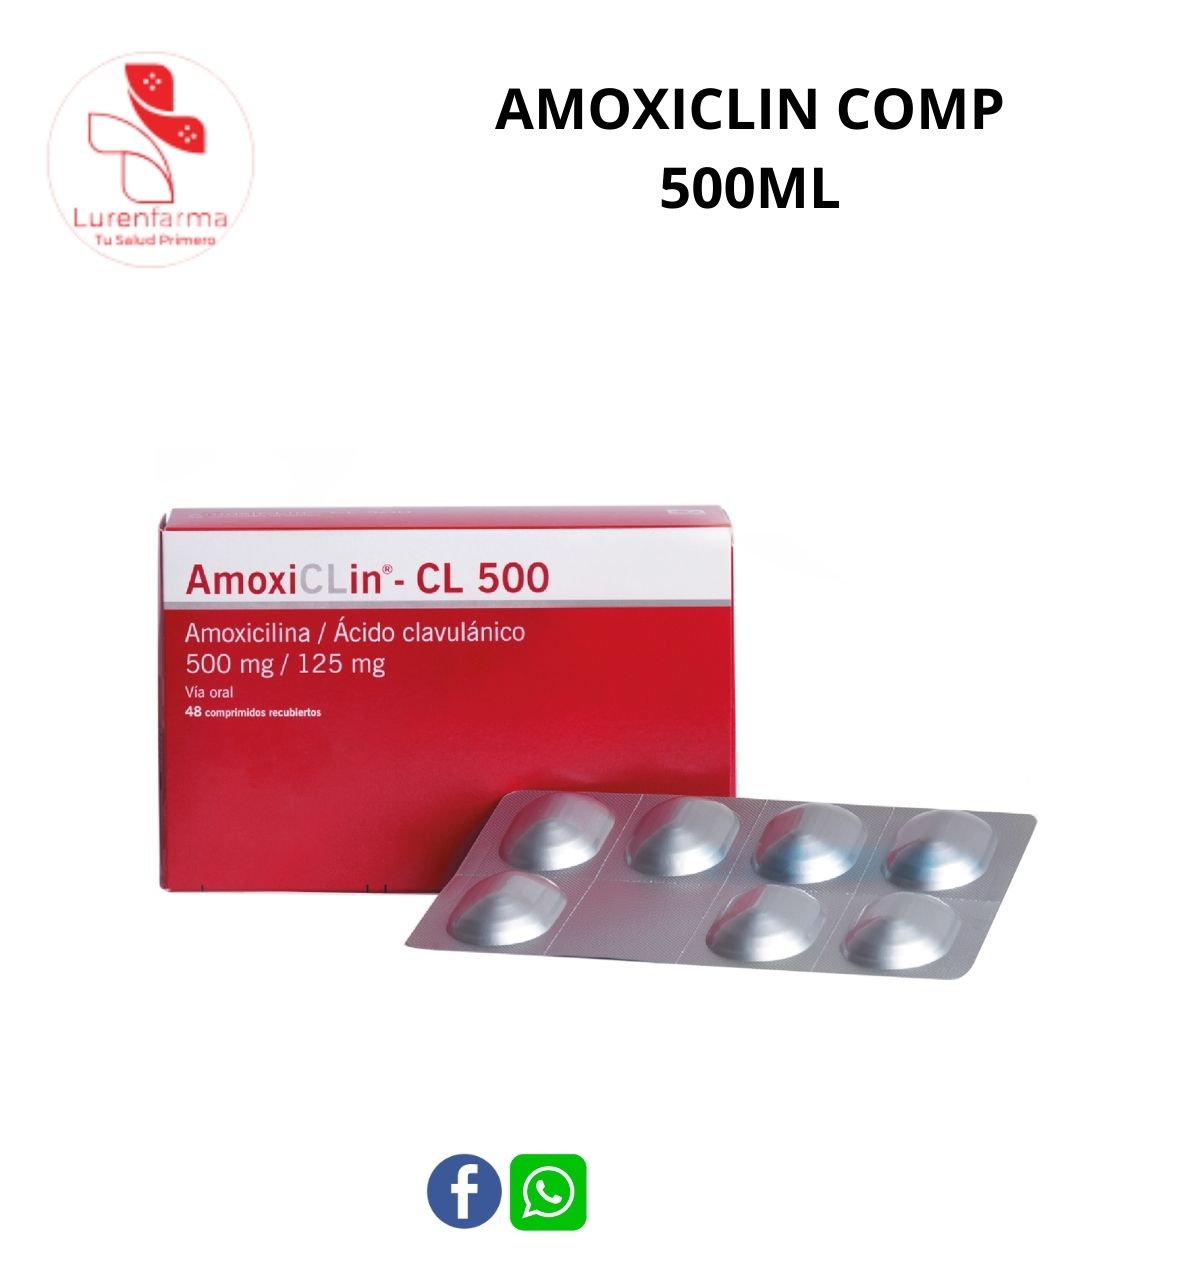 Lurenfarma
Tu Salud Primero
AMOXICLIN COMP
500ML
AmoxiCLin®- CL 500
Amoxicilina / Ácido clavulánico
500 mg / 125 mg
Vía oral
48 comprimidos recubiertos